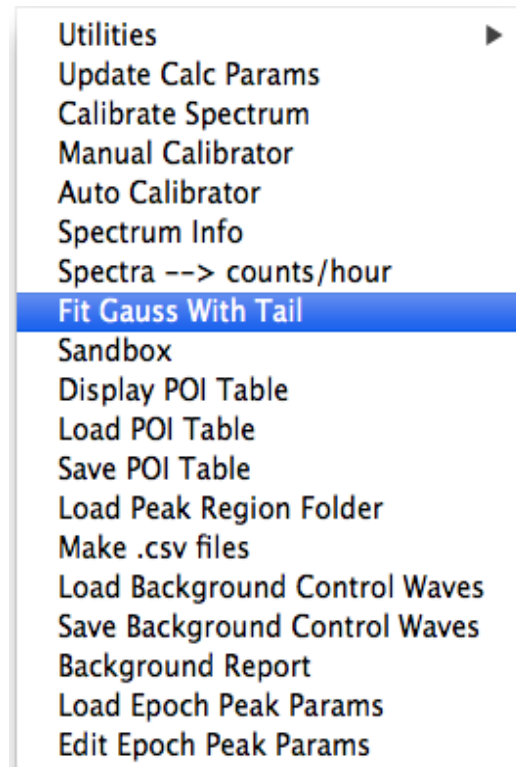 Utilities
Update Calc Params
Calibrate Spectrum
Manual Calibrator
Auto Calibrator
Spectrum Info
Spectra --> counts/hour
Fit Gauss With Tail
Sandbox
Display POI Table
Load POI Table
Save POI Table
Load Peak Region Folder
Make .csv files
Load Background Control Waves
Save Background Control Waves
Background Report
Load Epoch Peak Params
Edit Epoch Peak Params